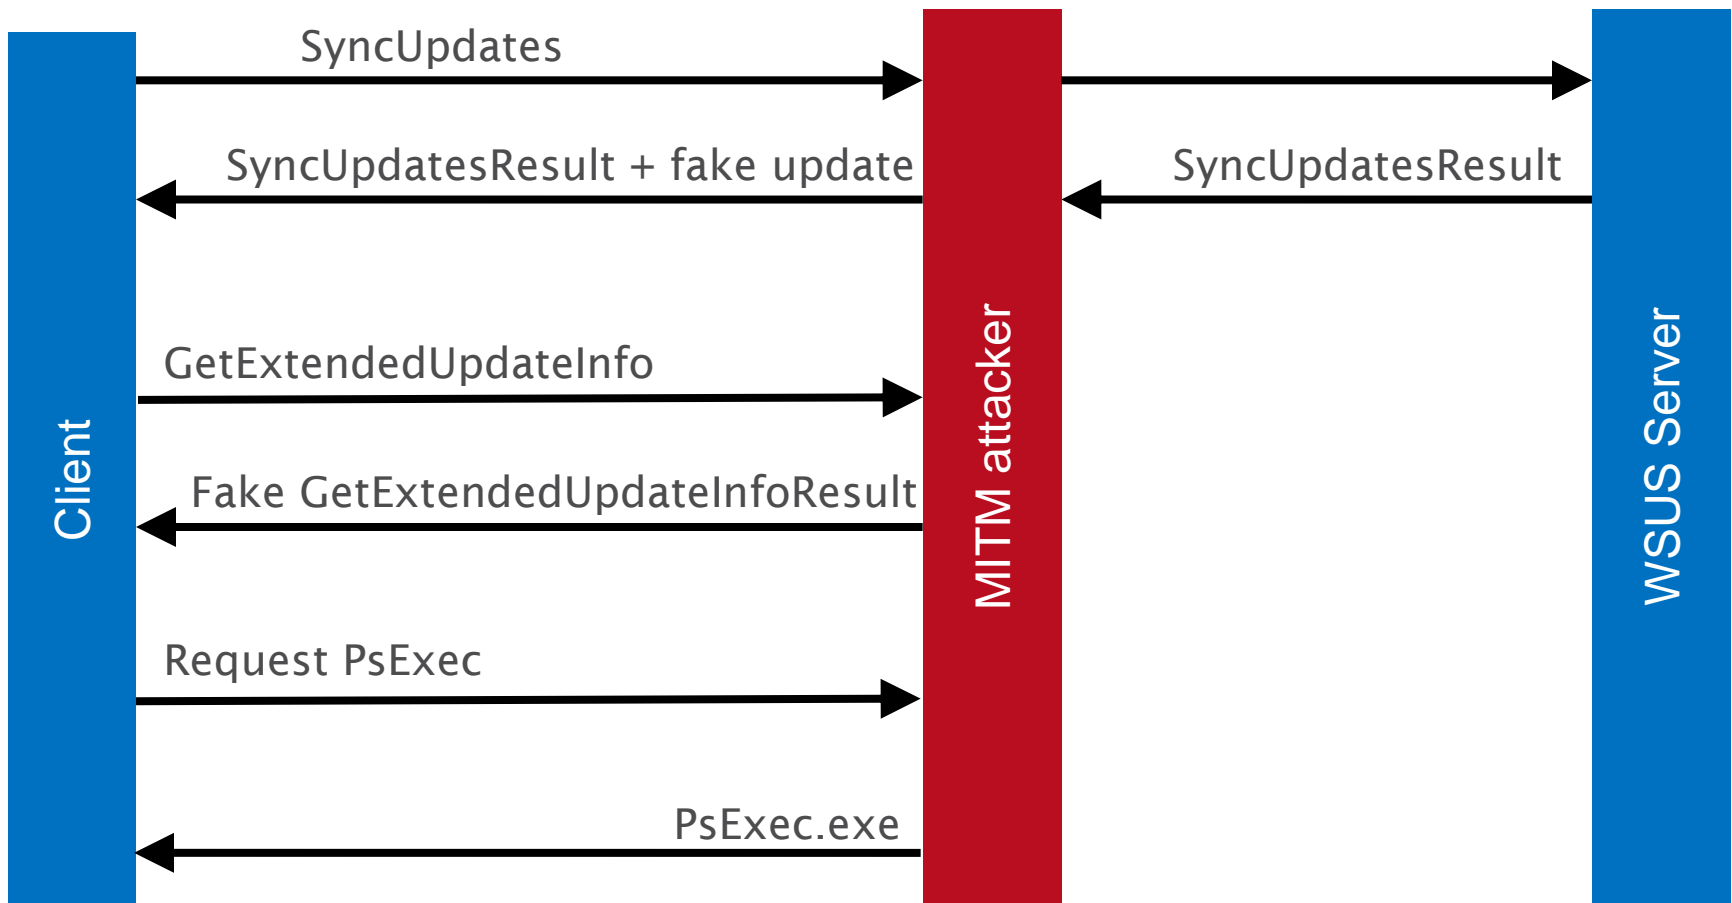 SyncUpdates
SyncUpdatesResult + fake update
SyncUpdatesResult
GetExtendedUpdateInfo
Fake GetExtendedUpdateInfoResult
Request PsExec
PsExec.exe
Client
MITM attacker
WSUS Server